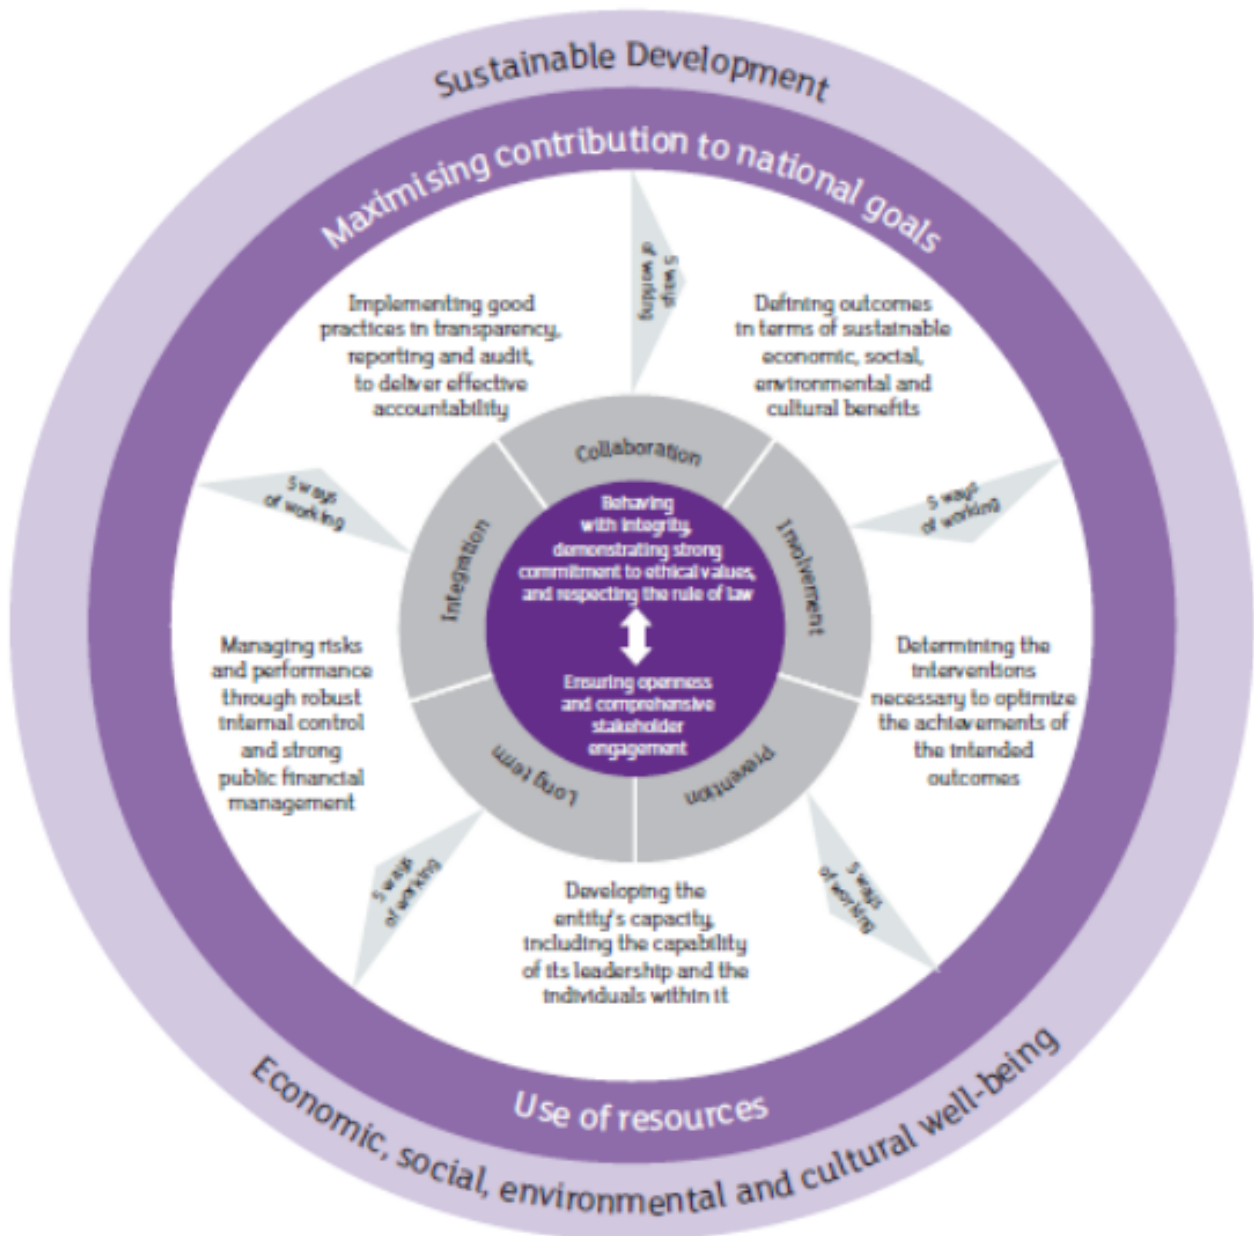 Sustainable Development
Maximising contribution to national goals
5 ways
of working
Implementing good
practices in transparency,
reporting and audit,
to deliver effective
accountability
Defining outcomes
in terms of sustainable
economic, social,
environmental and
cultural benefits
5 ways
of working
5 ways
of working
Collaboration
Integration
Involvement
Behaving
with integrity,
demonstrating strong
commitment to ethical values,
and respecting the rule of law
Ensuring openness
and comprehensive
stakeholder
engagement
Long term
Prevention
Managing risks
and performance
through robust
internal control
and strong
public financial
management
Determining the
interventions
necessary to optimize
the achievements of
the intended
outcomes
5 ways
of working
5 ways
of working
Developing the
entity's capacity,
including the capability
of its leadership and the
individuals within it
Use of resources
Economic, social, environmental and cultural well-being